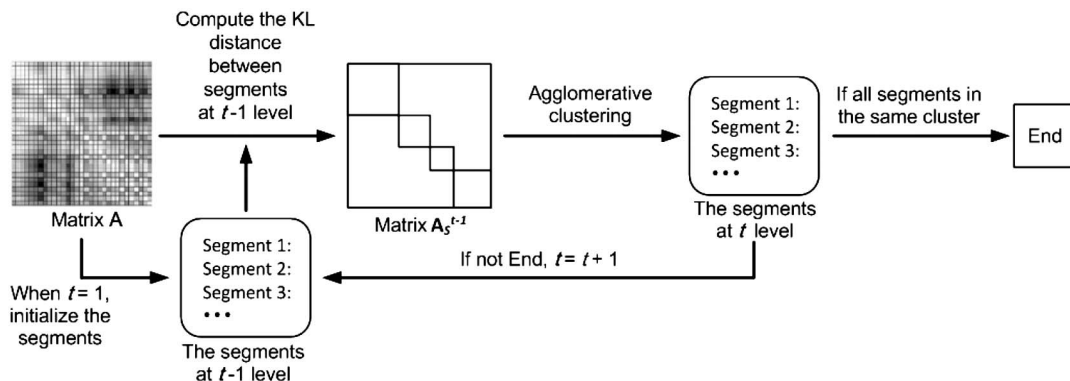 Compute the KL
distance
between
segments
at t-1 level
Matrix A
Matrix A_S^{t-1}
Agglomerative
clustering
Segment 1:
Segment 2:
Segment 3:
•••
The segments
at t level
If all segments in
the same cluster
End
If not End, t = t + 1
When t = 1,
initialize the
segments
Segment 1:
Segment 2:
Segment 3:
•••
The segments
at t-1 level